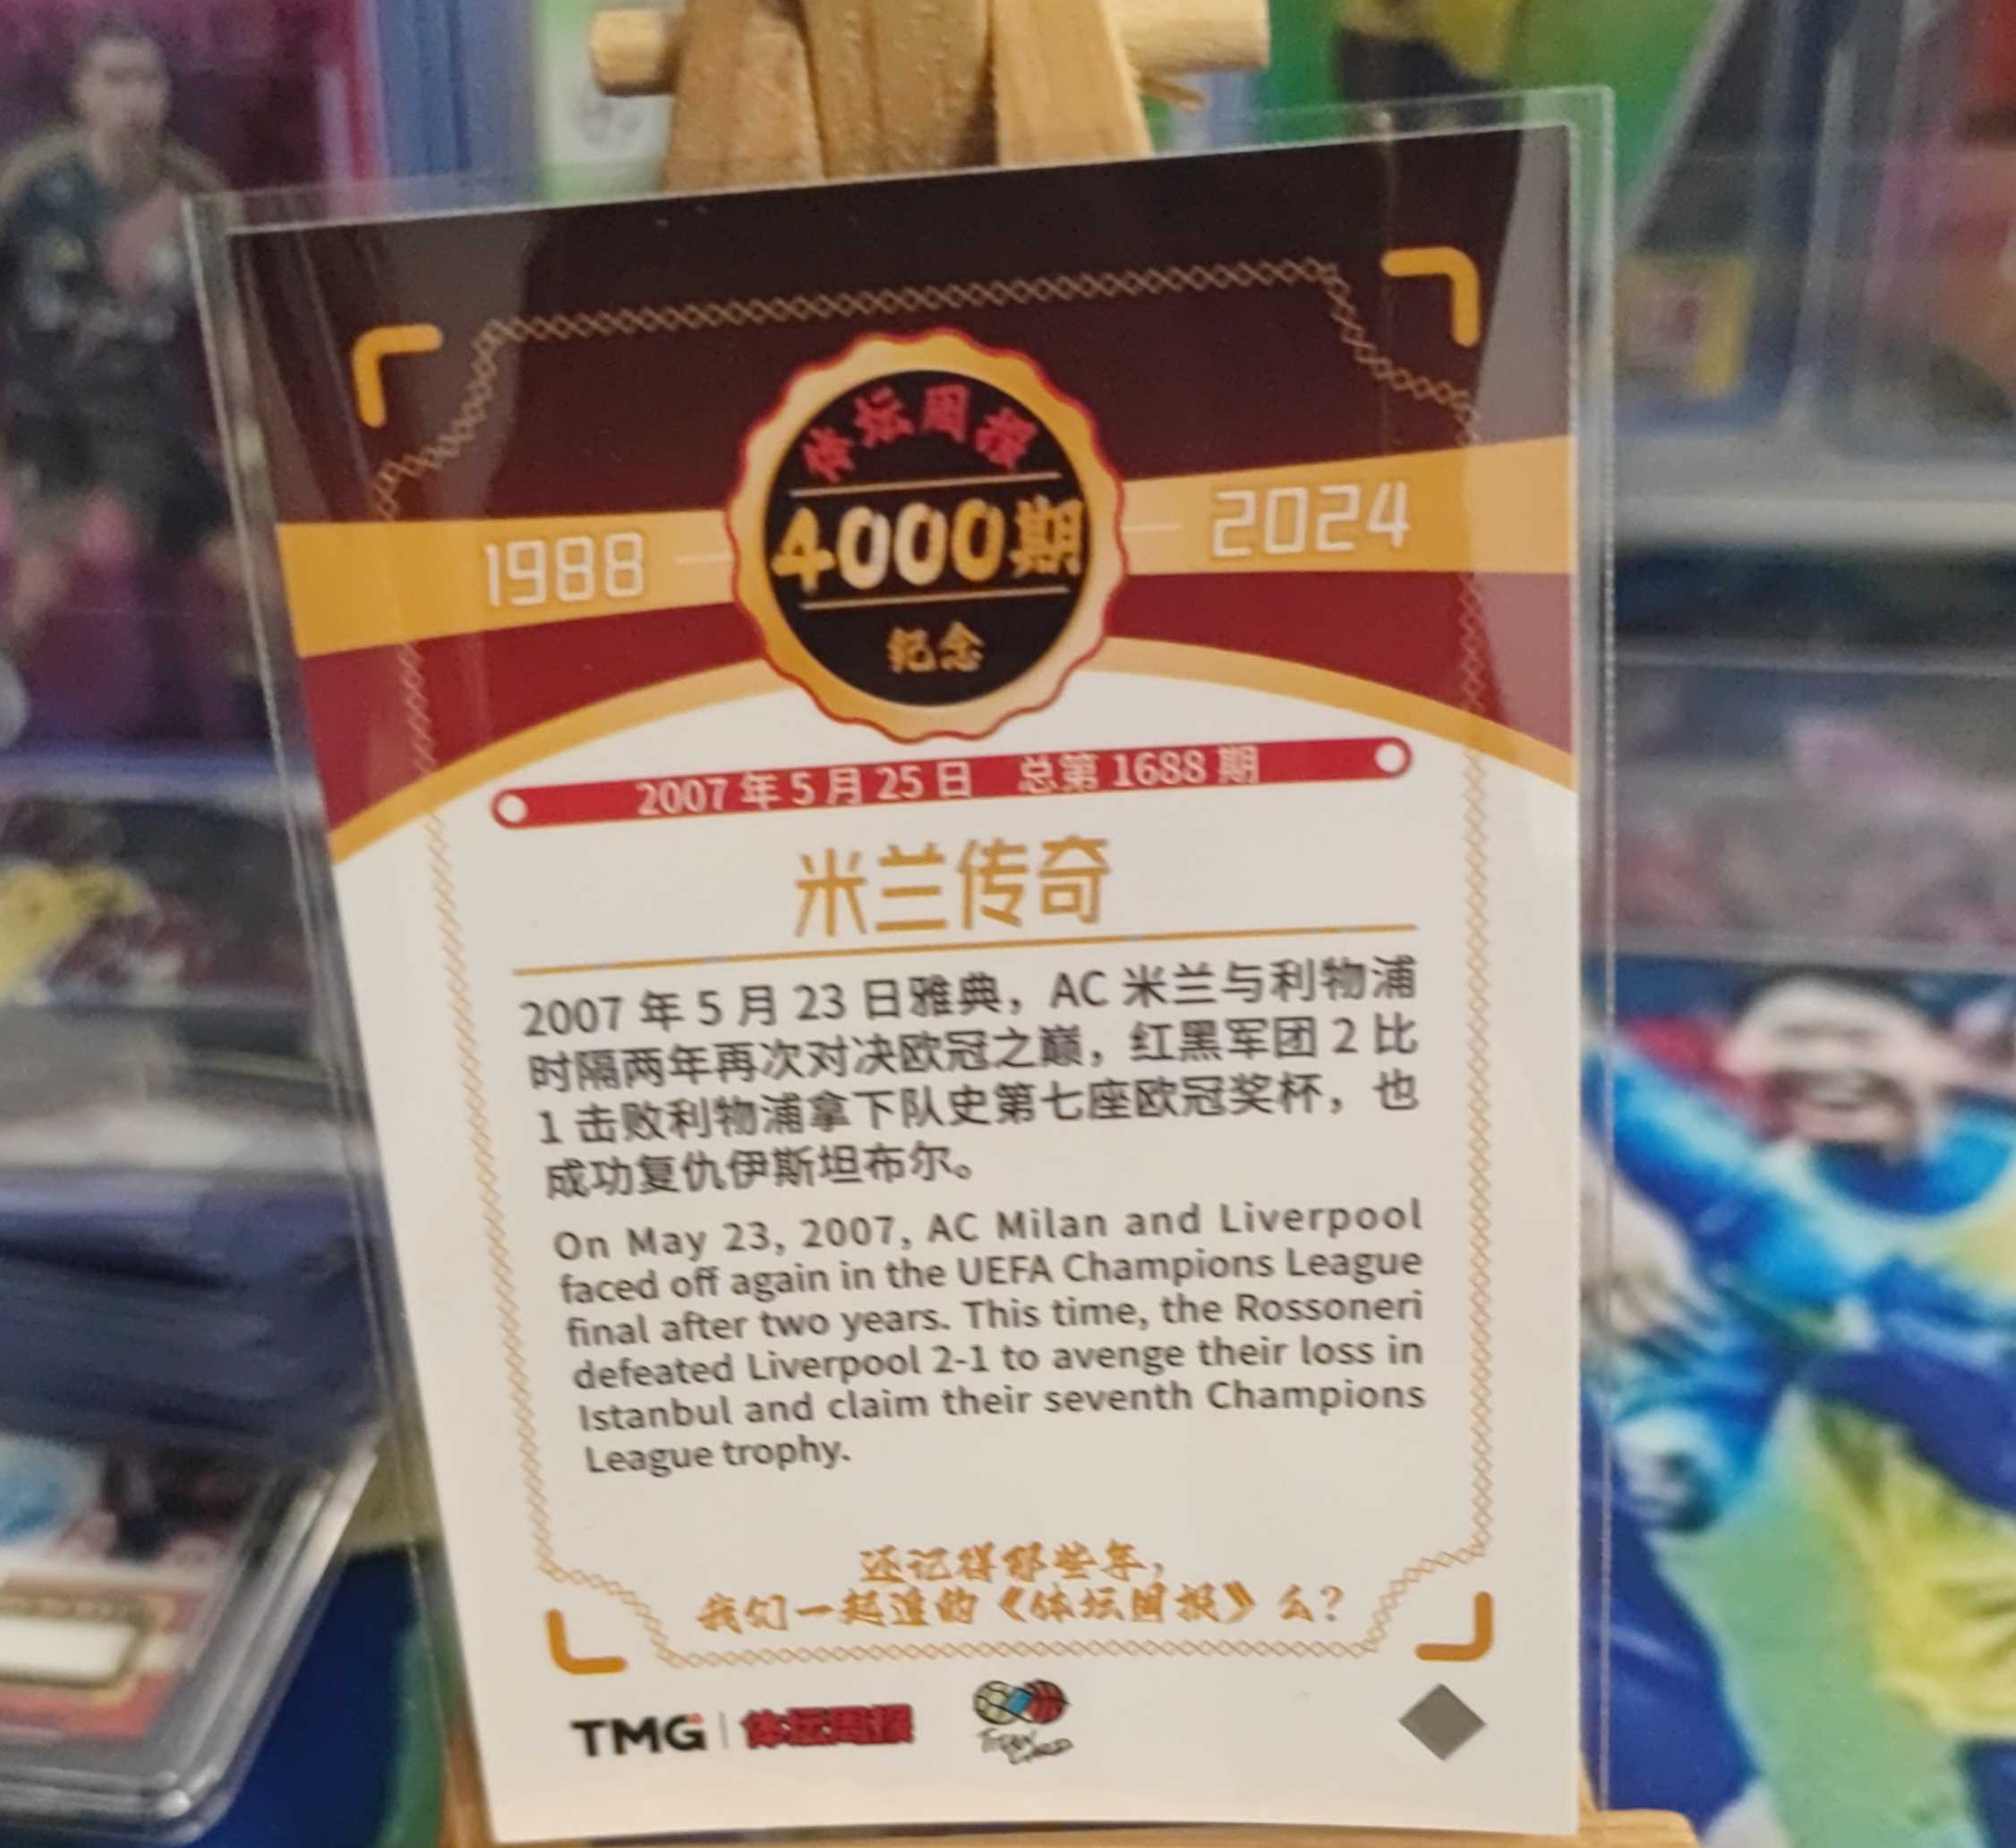 体坛周报
1988
4000期
2024
纪念
2007年5月25日 总第1688期
米兰传奇
2007 年 5 月 23 日雅典，AC 米兰与利物浦
时隔两年再次对决欧冠之巅，红黑军团 2 比
1 击败利物浦拿下队史第七座欧冠奖杯，也
成功复仇伊斯坦布尔。
On May 23, 2007, AC Milan and Liverpool
faced off again in the UEFA Champions League
final after two years. This time, the Rossoneri
defeated Liverpool 2-1 to avenge their loss in
Istanbul and claim their seventh Champions
League trophy.
还记得那些年，
我们一起追的《体坛周报》么？
TMG 体坛周报
TITAN
CARD